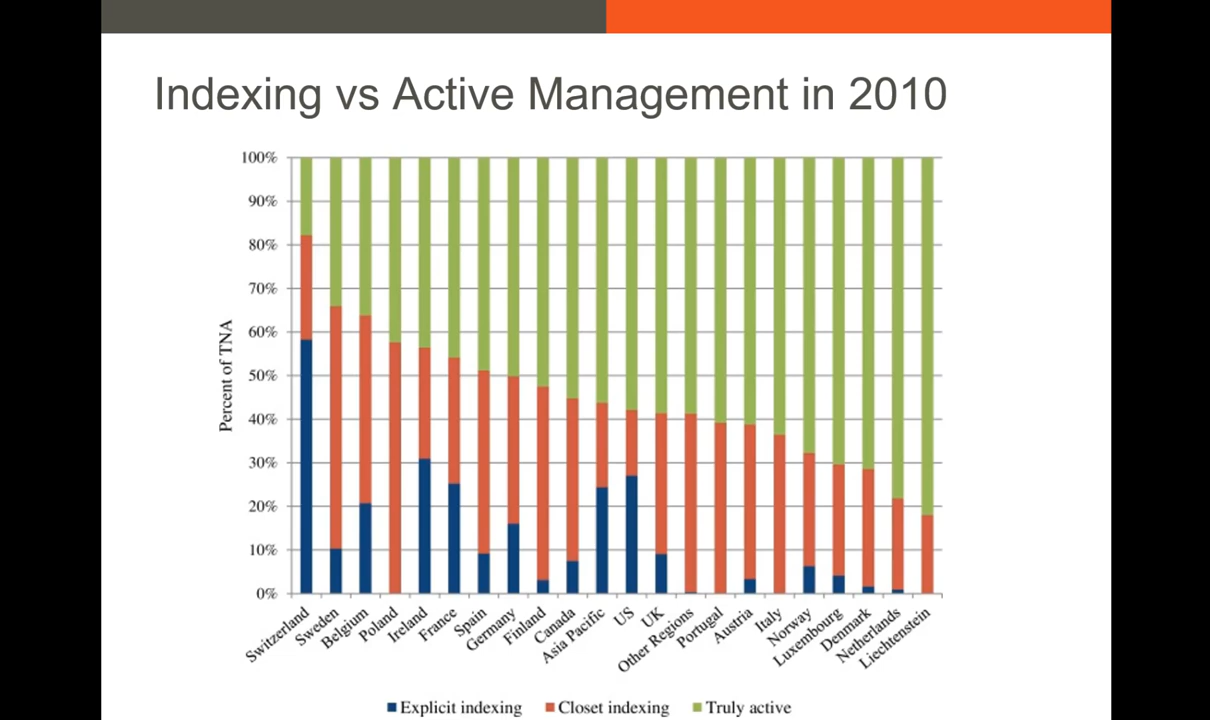 Indexing vs Active Management in 2010
Percent of TNA
100%
90%
80%
70%
60%
50%
40%
30%
20%
10%
0%
Switzerland
Sweden
Belgium
Poland
Ireland
France
Spain
Germany
Finland
Canada
Asia Pacific
US
UK
Other Regions
Portugal
Austria
Italy
Norway
Luxembourg
Denmark
Netherlands
Liechtenstein
Explicit indexing Closet indexing Truly active